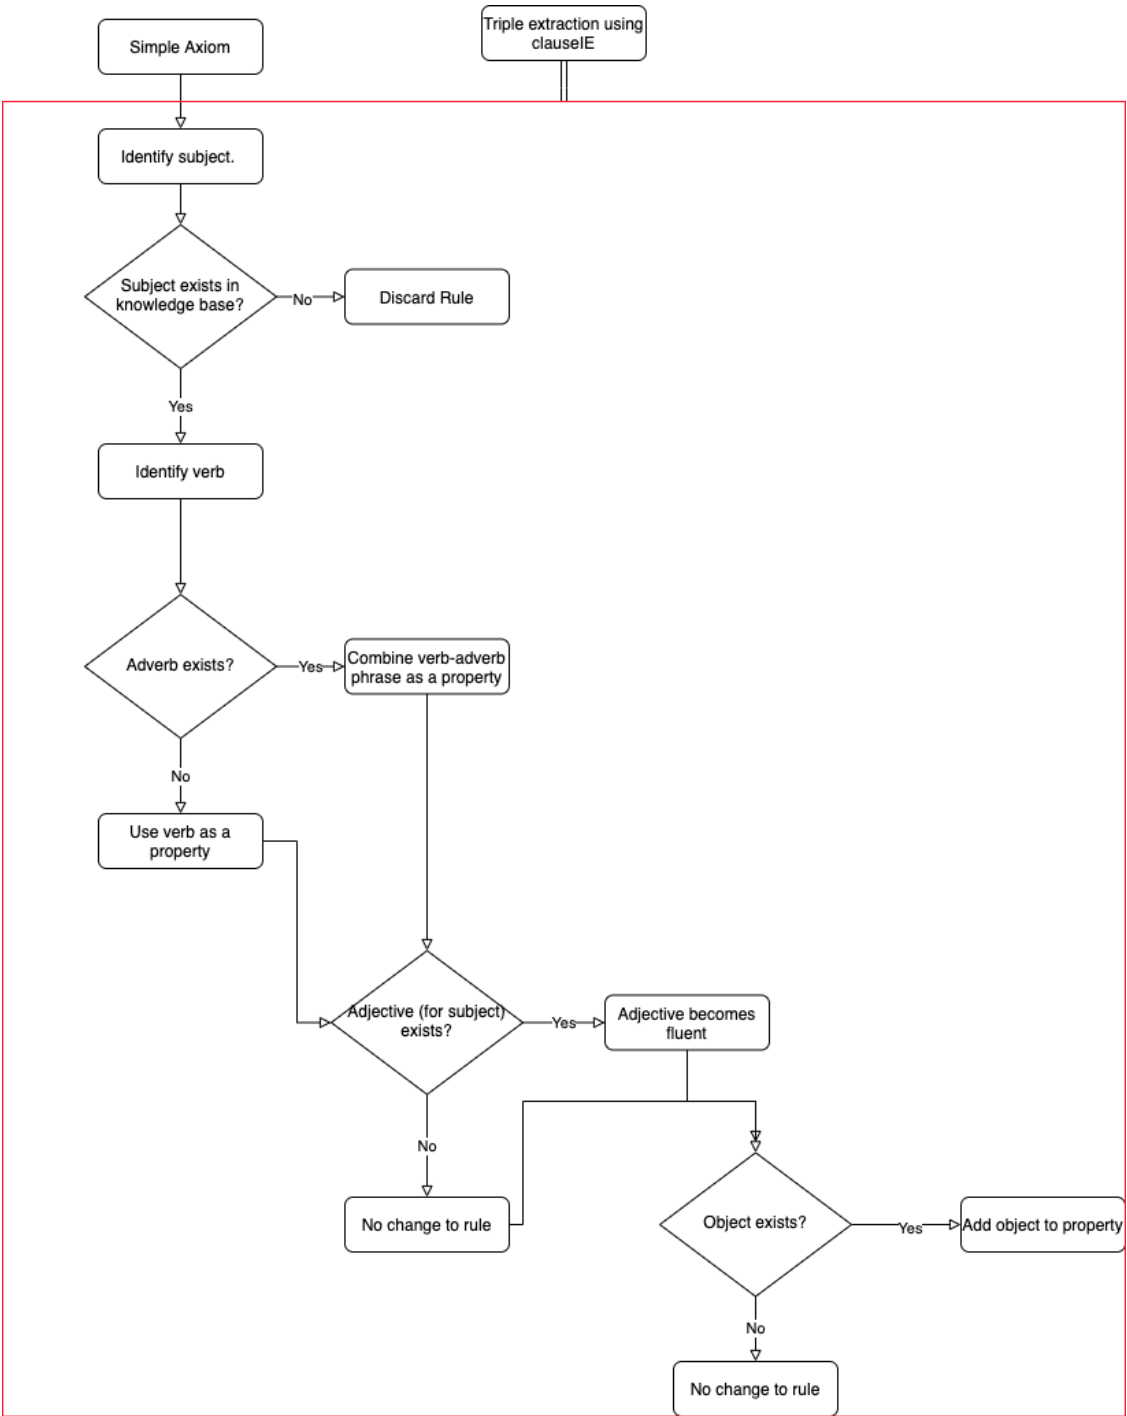 Triple extraction using
clauseIE
Simple Axiom
Identify subject.
Subject exists in
knowledge base?
No
Discard Rule
Yes
Identify verb
Adverb exists?
Yes
Combine verb-adverb
phrase as a property
No
Use verb as a
property
Adjective (for subject)
exists?
Yes
Adjective becomes
fluent
No
No change to rule
Object exists?
Yes
Add object to property
No
No change to rule